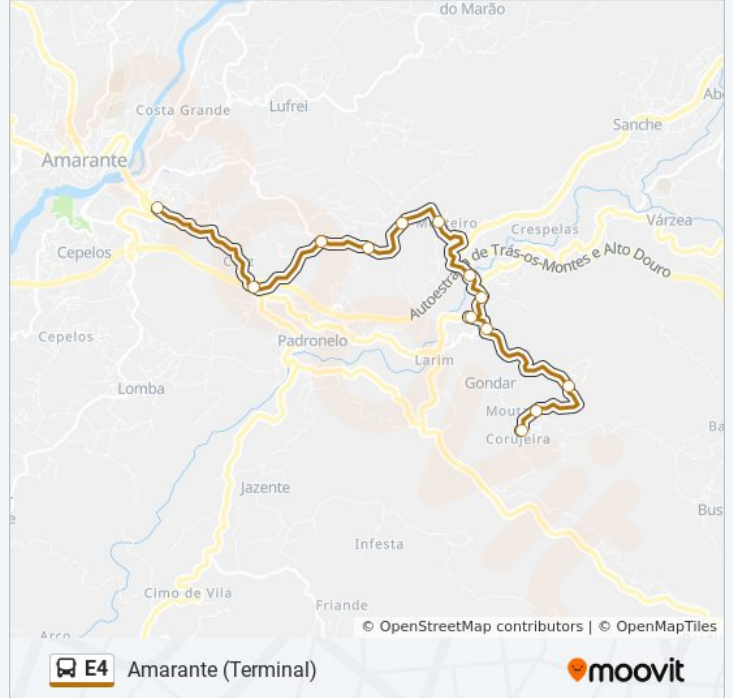 do Marão
Abo
Costa Grande
Lufrei
Sanche
Amarante
Várzea
Crespelas
Cepelos
Autoestrada de Trás-os-Montes e Alto Douro
Padronelo
Cepelos
Larim
Lomba
Gondar
Ba
Corujeira
Jazente
Bus
Infesta
Cimo de Vila
Friande
© OpenStreetMap contributors | © OpenMapTiles
Arco
E4 Amarante (Terminal)
moovit